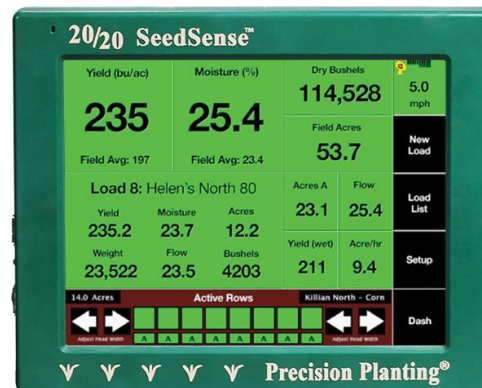 20/20 SeedSense™
Yield (bu/ac)
235
Field Avg: 197
Moisture (%)
25.4
Field Avg: 23.4
Dry Bushels
114,528
Field Acres
53.7
5.0
mph
New
Load
Load 8: Helen's North 80
Yield Moisture Acres
235.2 23.7 12.2
Weight Flow Bushels
23,522 23.5 4203
Acres A Flow
23.1 25.4
Yield (wet) Acre/hr
211 9.4
Load
List
Setup
14.0 Acres Active Rows Killian North - Corn
Adjust Head Width A A A A A A A A Adjust Head Width
Dash
Precision Planting®